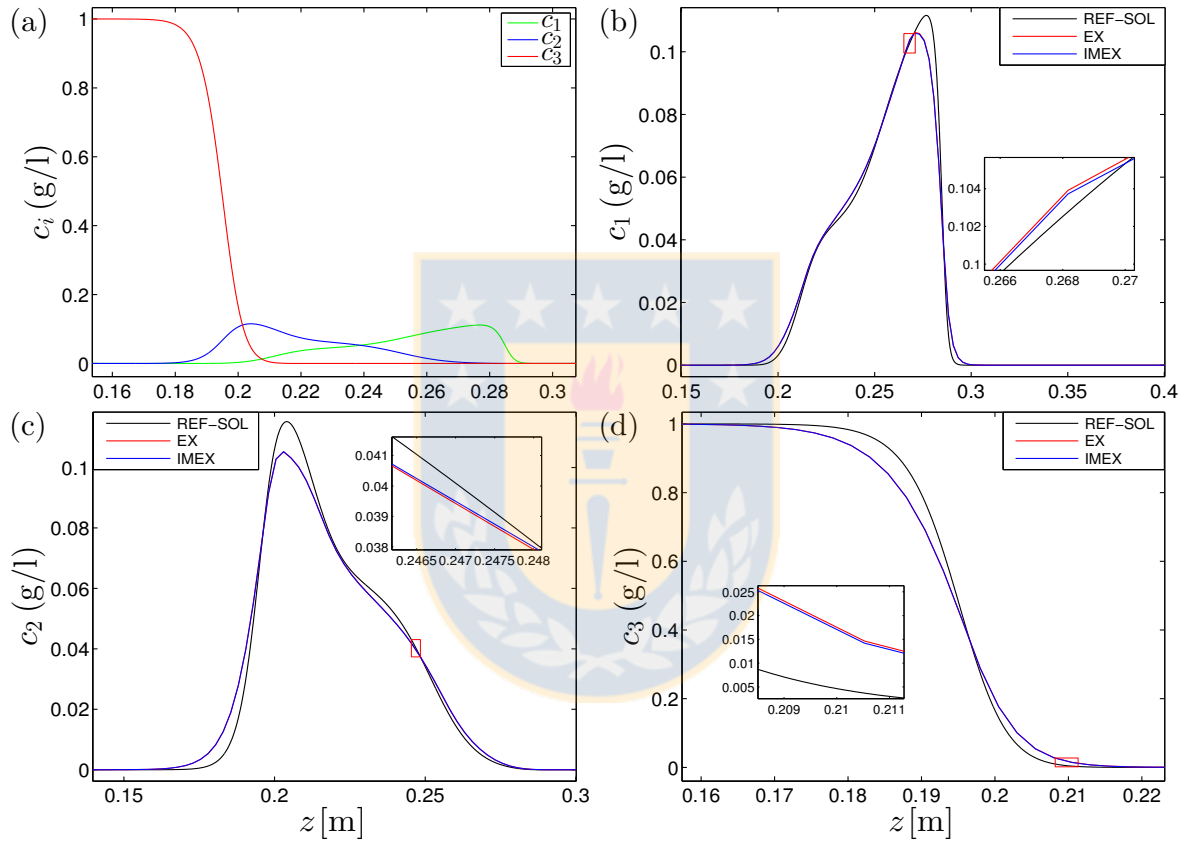 (a)
c1
c2
c3
1
0.8
0.6
0.4
0.2
0
ci (g/l)
0.16 0.18 0.2 0.22 0.24 0.26 0.28 0.3
(b)
REF−SOL
EX
IMEX
0.1
0.08
0.06
0.04
0.02
0
c1 (g/l)
0.104
0.102
0.1
0.266 0.268 0.27
0.15 0.2 0.25 0.3 0.35 0.4
(c)
REF−SOL
EX
IMEX
0.1
0.08
0.06
0.04
0.02
0
c2 (g/l)
0.041
0.04
0.039
0.038
0.2465 0.247 0.2475 0.248
0.15 0.2 0.25 0.3
z [m]
(d)
REF−SOL
EX
IMEX
1
0.8
0.6
0.4
0.2
0
c3 (g/l)
0.025
0.02
0.015
0.01
0.005
0.209 0.21 0.211
0.16 0.17 0.18 0.19 0.2 0.21 0.22
z [m]